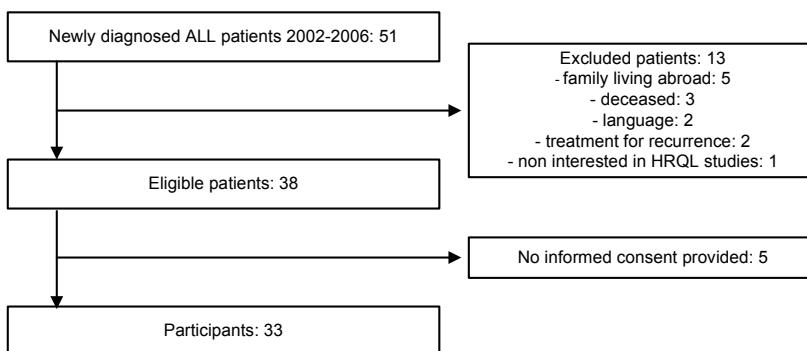 Newly diagnosed ALL patients 2002-2006: 51
Excluded patients: 13
- family living abroad: 5
- deceased: 3
- language: 2
- treatment for recurrence: 2
- non interested in HRQL studies: 1
Eligible patients: 38
No informed consent provided: 5
Participants: 33